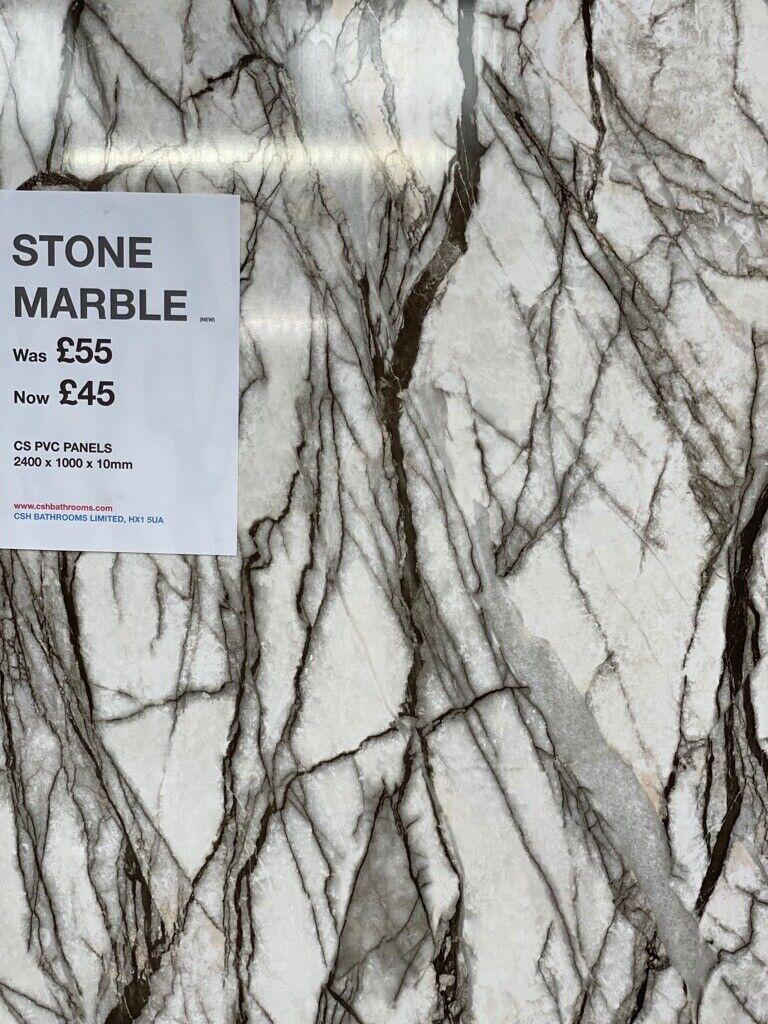 STONE
MARBLE (NEW)
Was £55
Now £45
CS PVC PANELS
2400 x 1000 x 10mm
www.cshbathrooms.com
CSH BATHROOMS LIMITED, HX1 5UA